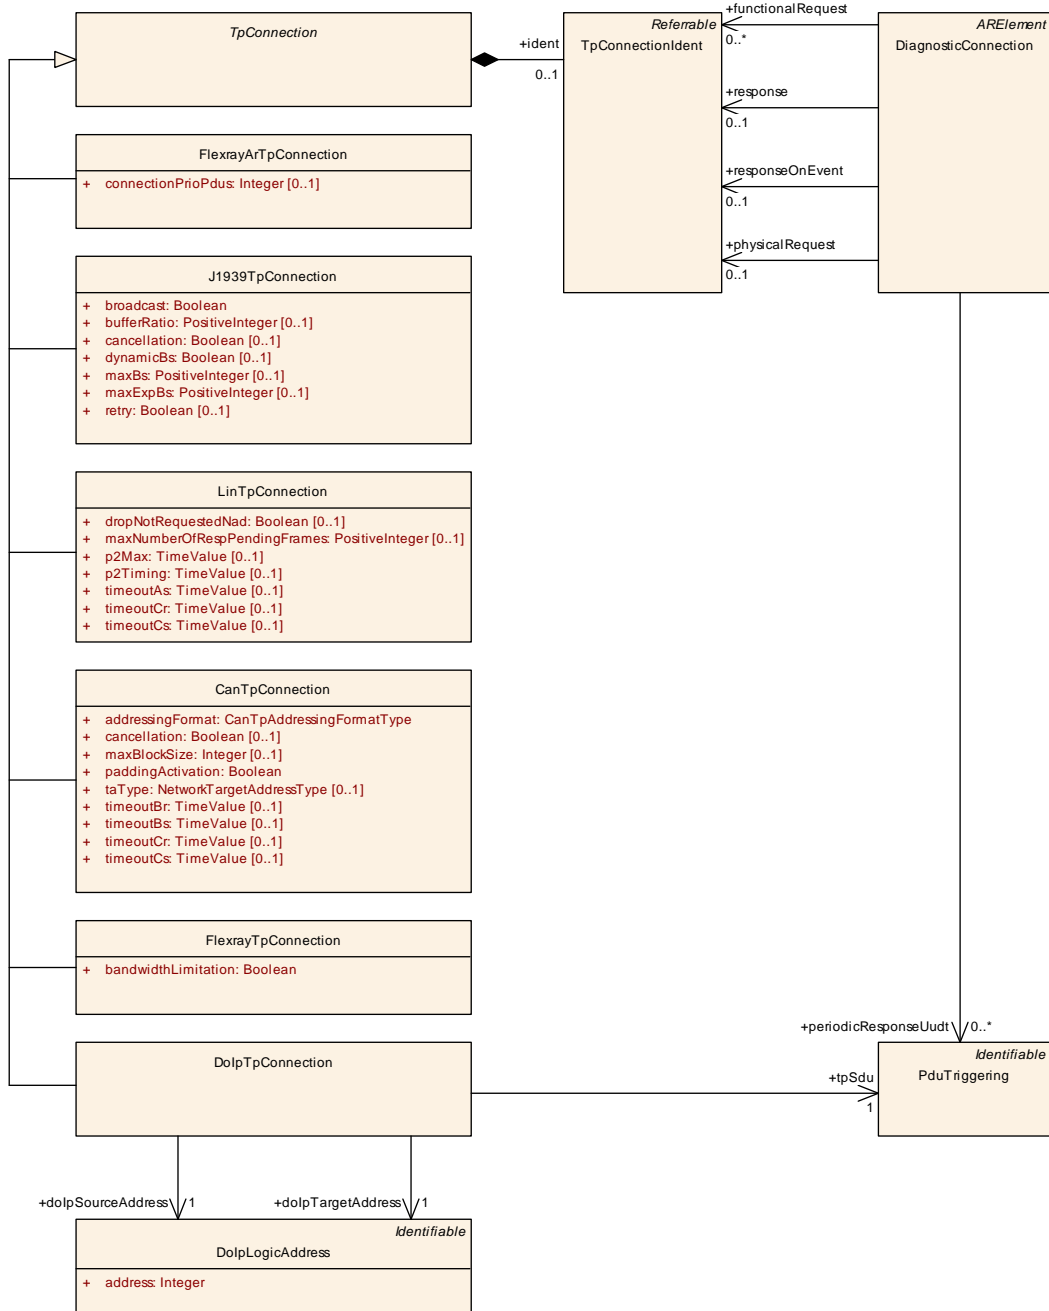 TpConnection
+ident
0..1
Referrable
TpConnectionIdent
+functionalRequest
0..*
+response
0..1
+responseOnEvent
0..1
+physicalRequest
0..1
ARElement
DiagnosticConnection
FlexrayArTpConnection
+ connectionPrioPdus: Integer [0..1]
J1939TpConnection
+ broadcast: Boolean
+ bufferRatio: PositiveInteger [0..1]
+ cancellation: Boolean [0..1]
+ dynamicBs: Boolean [0..1]
+ maxBs: PositiveInteger [0..1]
+ maxExpBs: PositiveInteger [0..1]
+ retry: Boolean [0..1]
LinTpConnection
+ dropNotRequestedNad: Boolean [0..1]
+ maxNumberOfRespPendingFrames: PositiveInteger [0..1]
+ p2Max: TimeValue [0..1]
+ p2Timing: TimeValue [0..1]
+ timeoutAs: TimeValue [0..1]
+ timeoutCr: TimeValue [0..1]
+ timeoutCs: TimeValue [0..1]
CanTpConnection
+ addressingFormat: CanTpAddressingFormatType
+ cancellation: Boolean [0..1]
+ maxBlockSize: Integer [0..1]
+ paddingActivation: Boolean
+ taType: NetworkTargetAddressType [0..1]
+ timeoutBr: TimeValue [0..1]
+ timeoutBs: TimeValue [0..1]
+ timeoutCr: TimeValue [0..1]
+ timeoutCs: TimeValue [0..1]
FlexrayTpConnection
+ bandwidthLimitation: Boolean
+periodicResponseUudt 0..*
DoIpTpConnection
+tpSdu
1
Identifiable
PduTriggering
+doIpSourceAddress 1
+doIpTargetAddress 1
Identifiable
DoIpLogicAddress
+ address: Integer